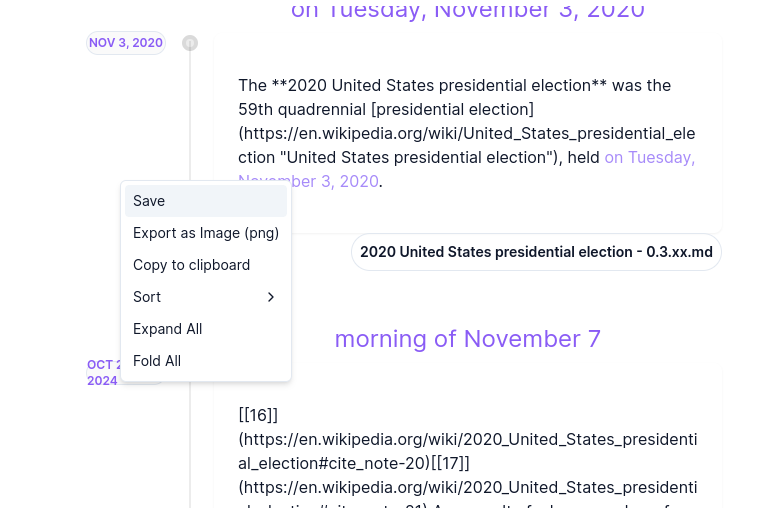 on Tuesday, November 3, 2020
NOV 3, 2020
The **2020 United States presidential election** was the
59th quadrennial [presidential election]
(https://en.wikipedia.org/wiki/United_States_presidential_ele
ction "United States presidential election"), held on Tuesday,
November 3, 2020.
Save
Export as Image (png)
Copy to clipboard
Sort
Expand All
Fold All
2020 United States presidential election - 0.3.xx.md
morning of November 7
OCT 2
2024
[[16]]
(https://en.wikipedia.org/wiki/2020_United_States_presidenti
al_election#cite_note-20)[[17]]
(https://en.wikipedia.org/wiki/2020_United_States_presidenti